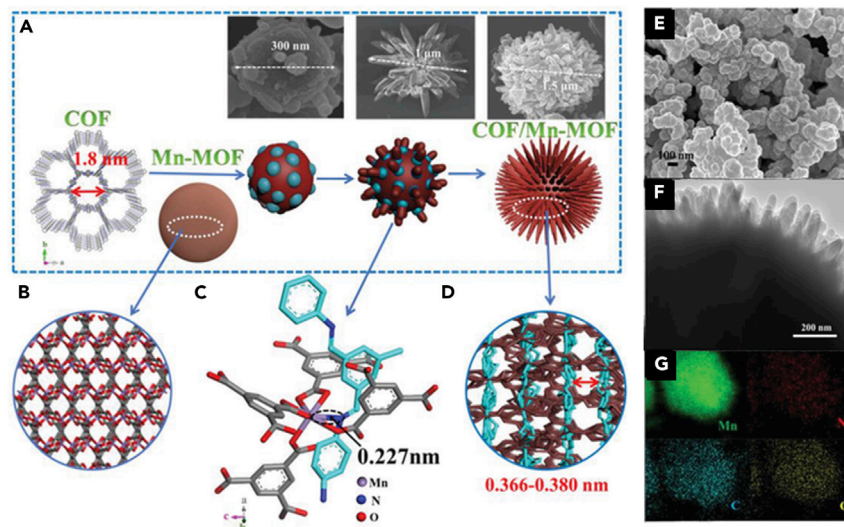 A
300 nm
1 μm
1.5 μm
COF
1.8 nm
Mn-MOF
COF/Mn-MOF
b
a
B
C
D
0.227nm
Mn
N
O
c
a
0.366-0.380 nm
E
100 nm
F
200 nm
G
Mn
C